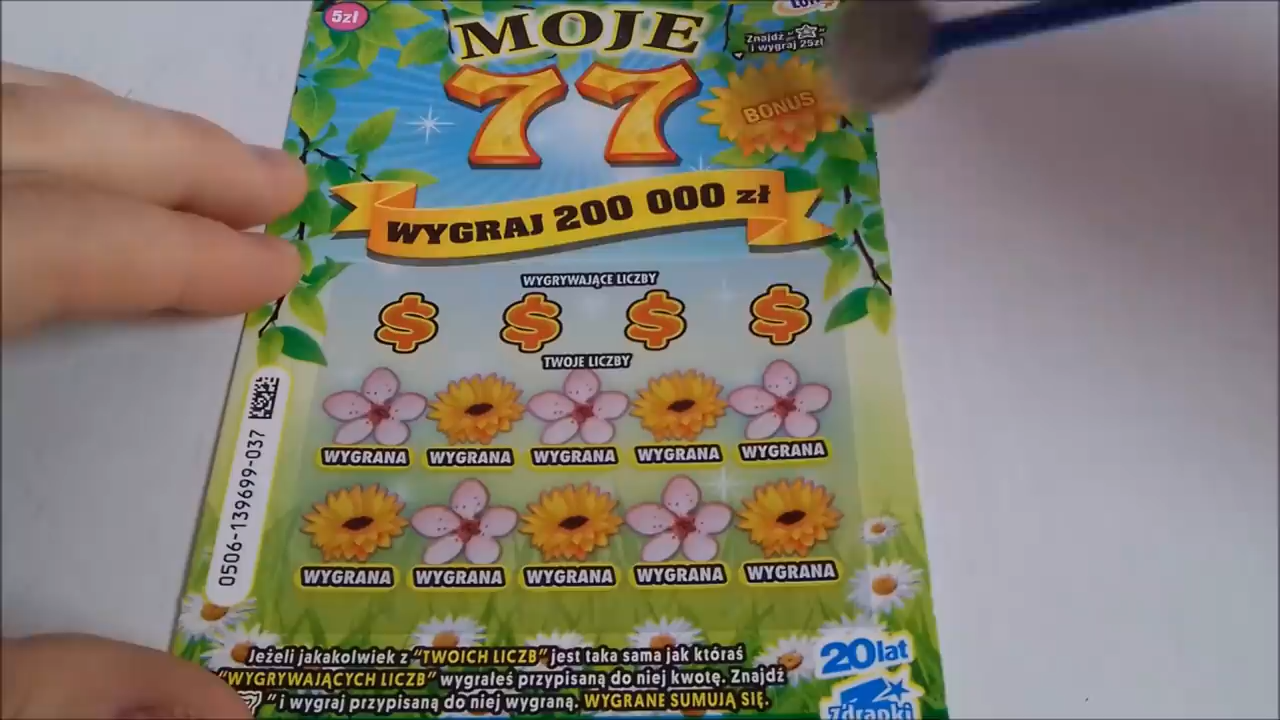 5zł
MOJE
77
Znajdź "
"
i wygraj 25zł
BONUS
WYGRAJ 200 000 zł
WYGRYWAJĄCE LICZBY
$ $ $ $
TWOJE LICZBY
WYGRANA WYGRANA WYGRANA WYGRANA WYGRANA
WYGRANA WYGRANA WYGRANA WYGRANA WYGRANA
0506-139699-037
Jeżeli jakakolwiek z "TWOICH LICZB" jest taka sama jak któraś
"WYGRYWAJĄCYCH LICZB" wygrałeś przypisaną do niej kwotę. Znajdź
" i wygraj przypisaną do niej wygraną. WYGRANE SUMUJĄ SIĘ.
20 lat
Zdrapki